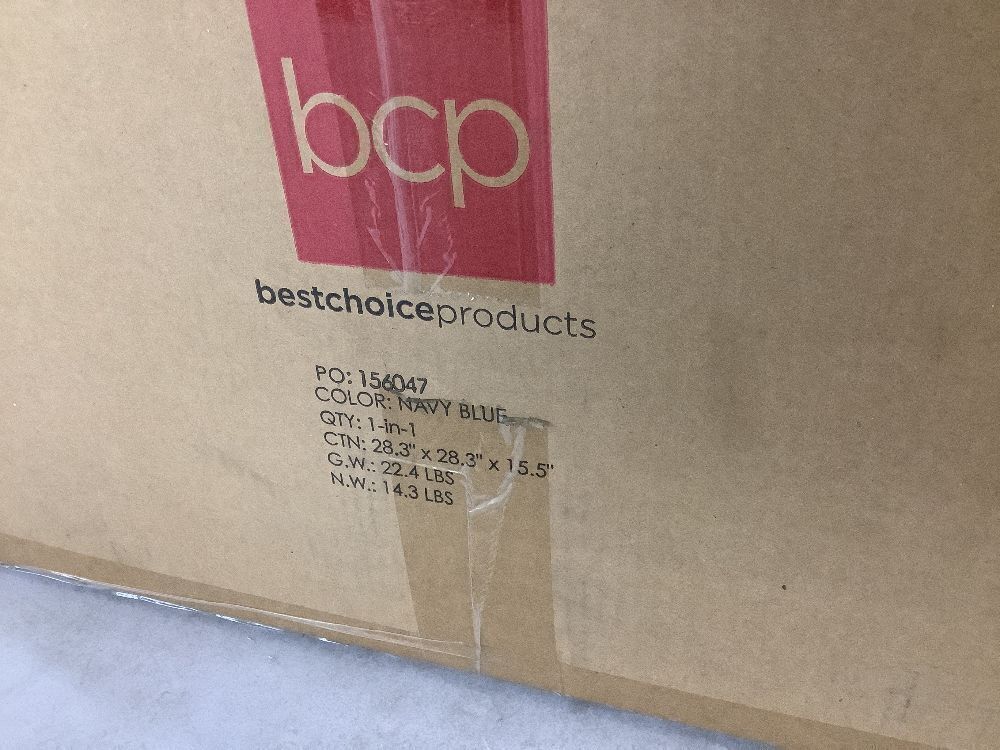 bcp
bestchoiceproducts
PO: 156047
COLOR: NAVY BLUE
QTY: 1-in-1
CTN: 28.3" x 28.3" x 15.5"
G.W.: 22.4 LBS
N.W.: 14.3 LBS